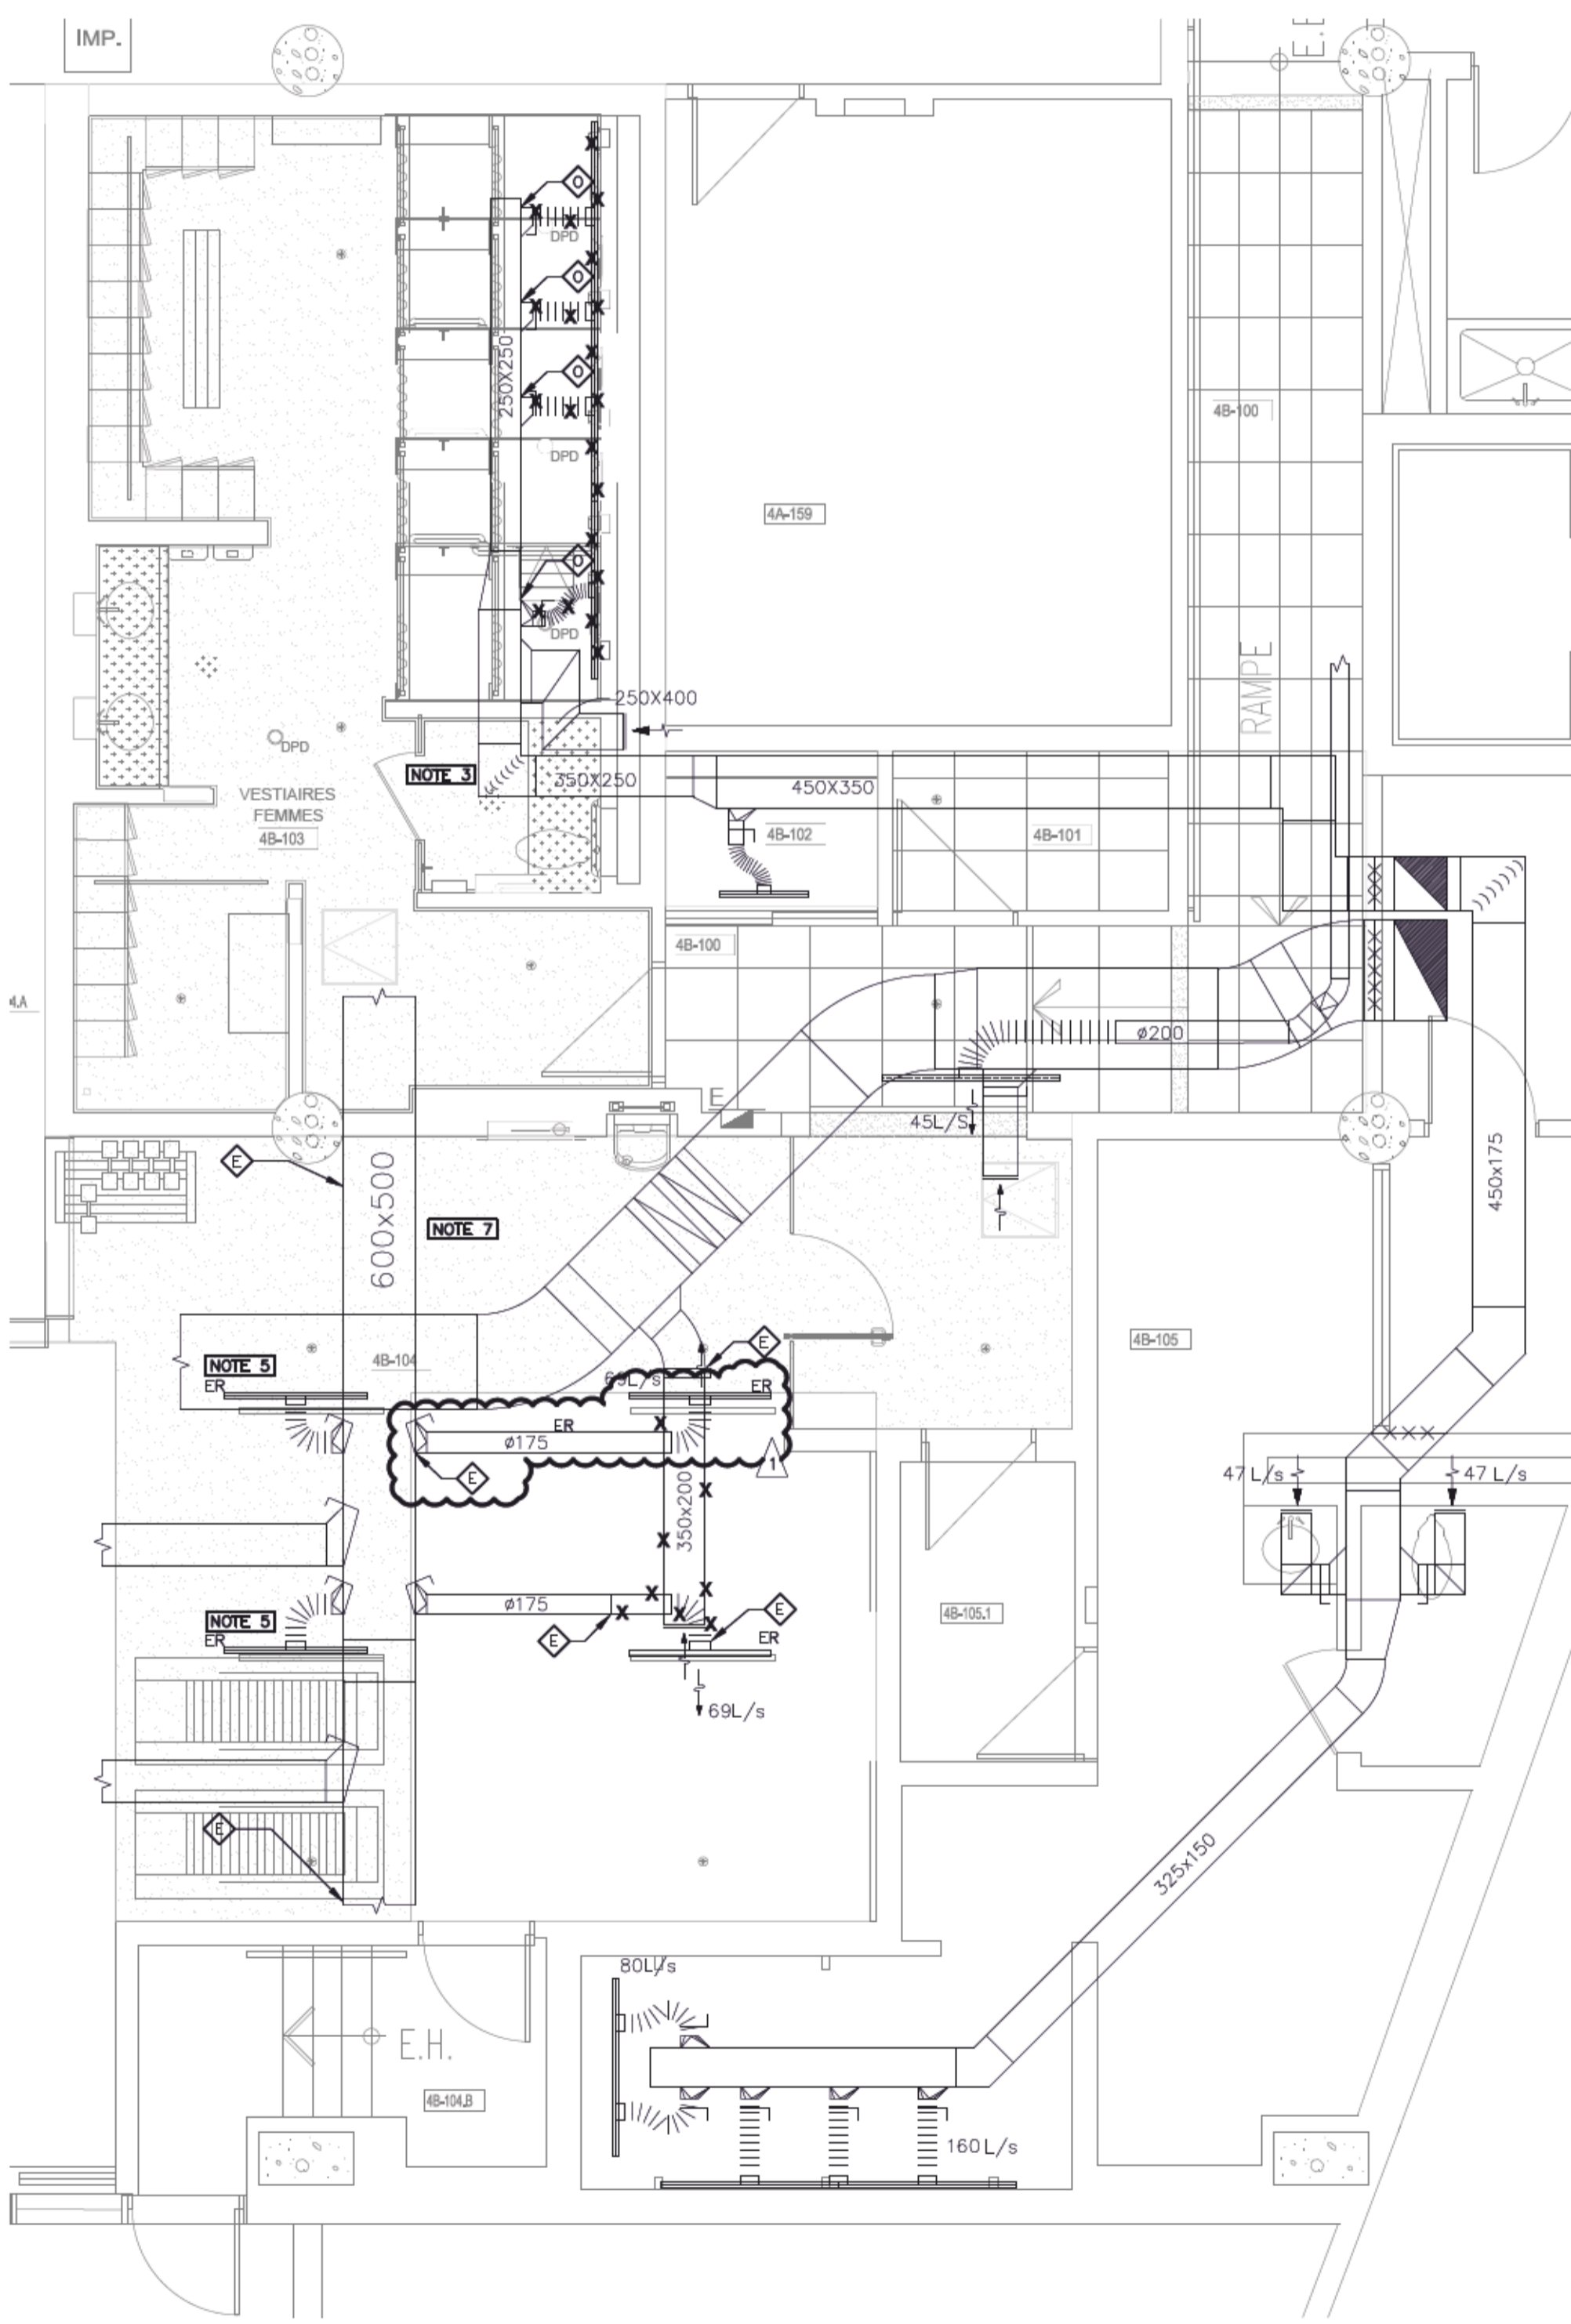 IMP.
E.E
O
DPD
O
250X250
O
4B-100
DPD
4A-159
O
DPD
RAMPE
250X400
DPD
NOTE 3
350X250
450X350
VESTIAIRES
FEMMES
4B-103
4B-102
4B-101
4B-100
4.A
ø200
E
45L/S
E
600x500
NOTE 7
450x175
4B-105
E
NOTE 5
4B-104
ER
69L/s
ER
ER
ø175
1
E
47 L/s
47 L/s
350x200
ø175
E
NOTE 5
4B-105.1
ER
E
ER
69L/s
E
325x150
80L/s
E.H.
4B-104.B
160L/s